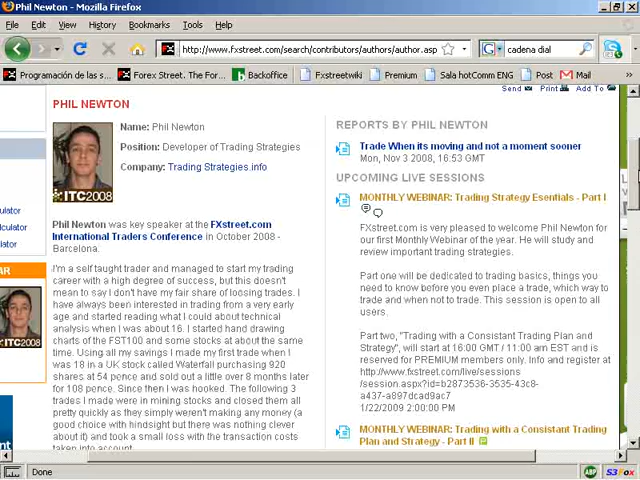 Phil Newton - Mozilla Firefox
File Edit View History Bookmarks Tools Help
http://www.fxstreet.com/search/contributors/authors/author.asp
cadena dial
Programación de las s... Forex Street. The For... Backoffice Fxstreetwiki Premium Sala hotComm ENG Post Mail
Send Print Add To
PHIL NEWTON
Name: Phil Newton
Position: Developer of Trading Strategies
Company: Trading Strategies.info
ITC2008
Phil Newton was key speaker at the FXstreet.com
International Traders Conference in October 2008 -
Barcelona.
I'm a self taught trader and managed to start my trading
career with a high degree of success, but this doesn't
mean to say I don't have my fair share of loosing trades. I
have always been interested in trading from a very early
age and started reading what I could about technical
analysis when I was about 16. I started hand drawing
charts of the FST100 and some stocks at about the same
time. Using all my savings I made my first trade when I
was 18 in a UK stock called Waterfall purchasing 920
shares at 54 pence and sold out a little over 8 months later
for 108 pence. Since then I was hooked. The following 3
trades I made were in mining stocks and closed them all
pretty quickly as they simply weren't making any money (a
good choice with hindsight but there was nothing clever
about it) and took a small loss with the transaction costs
taken into account.
REPORTS BY PHIL NEWTON
Trade When its moving and not a moment sooner
Mon, Nov 3 2008, 16:53 GMT
UPCOMING LIVE SESSIONS
MONTHLY WEBINAR: Trading Strategy Esentials - Part I
FXstreet.com is very pleased to welcome Phil Newton for
our first Monthly Webinar of the year. He will study and
review important trading strategies.
Part one will be dedicated to trading basics, things you
need to know before you even place a trade, which way to
trade and when not to trade. This session is open to all
users.
Part two, "Trading with a Consistant Trading Plan and
Strategy", will start at 16:00 GMT / 11:00 am EST and is
reserved for PREMIUM members only. Info and register at
http://www.fxstreet.com/live/sessions
/session.aspx?id=b2873536-3535-43c8-
a437-a897dcad9ac7
1/22/2009 2:00:00 PM
MONTHLY WEBINAR: Trading with a Consistant Trading
Plan and Strategy - Part II
culator
lculator
lator
AR
ITC2008
Done
ABP
S3Fox